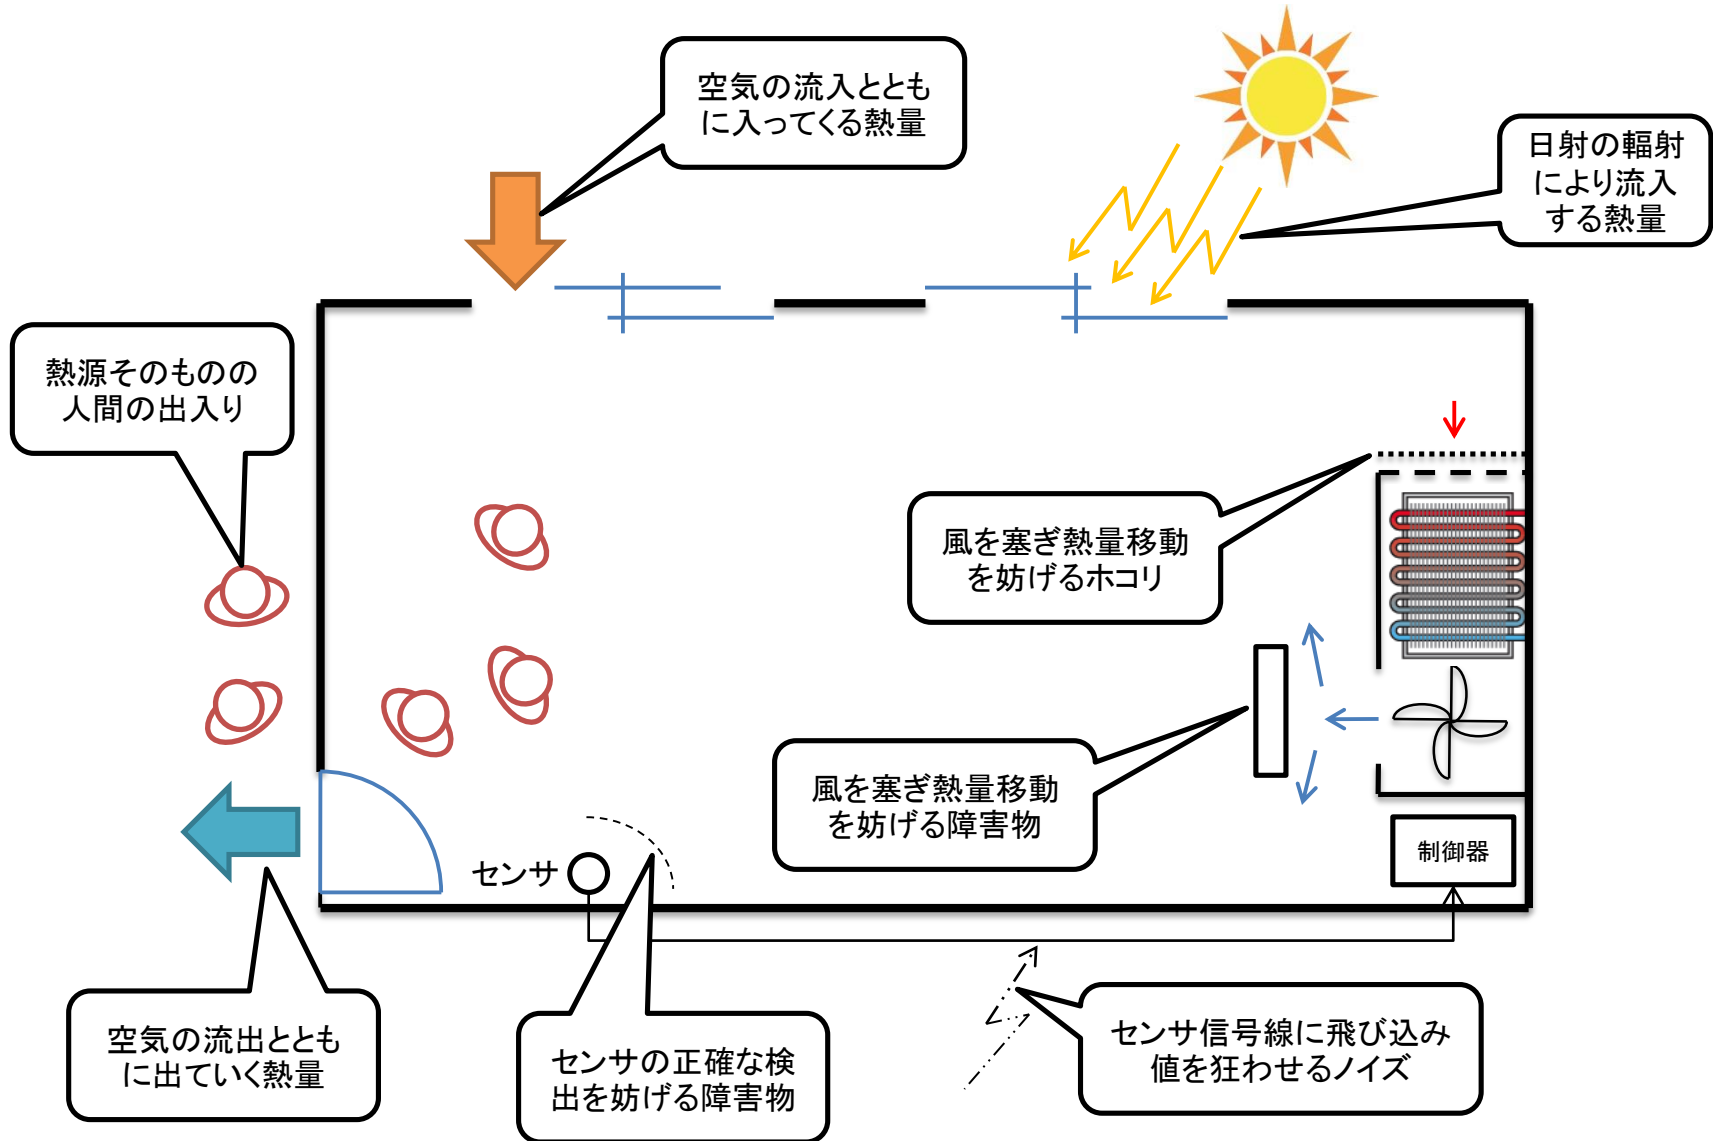 空気の流入ととも
に入ってくる熱量
日射の輻射
により流入
する熱量
熱源そのものの
人間の出入り
風を塞ぎ熱量移動
を妨げるホコリ
風を塞ぎ熱量移動
を妨げる障害物
制御器
センサ
空気の流出ととも
に出ていく熱量
センサの正確な検
出を妨げる障害物
センサ信号線に飛び込み
値を狂わせるノイズ